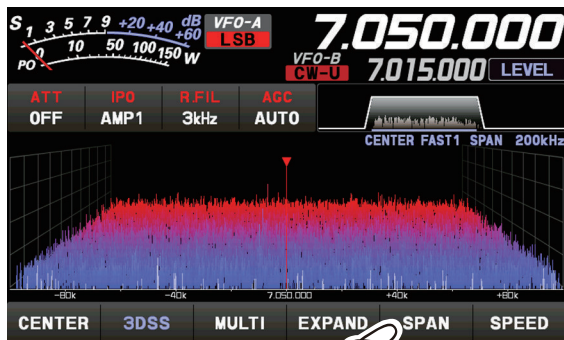 S 1 3 5 7 9 +20 +40 +60 dB
PO 0 10 50 100 150 W
VFO-A
LSB
7.050.000
VFO-B
CW-U
7.015.000
LEVEL
ATT IPO R.FIL AGC
OFF AMP1 3kHz AUTO
CENTER FAST1 SPAN 200kHz
-80k -40k 7.050.000 +40k +80k
CENTER 3DSS MULTI EXPAND SPAN SPEED